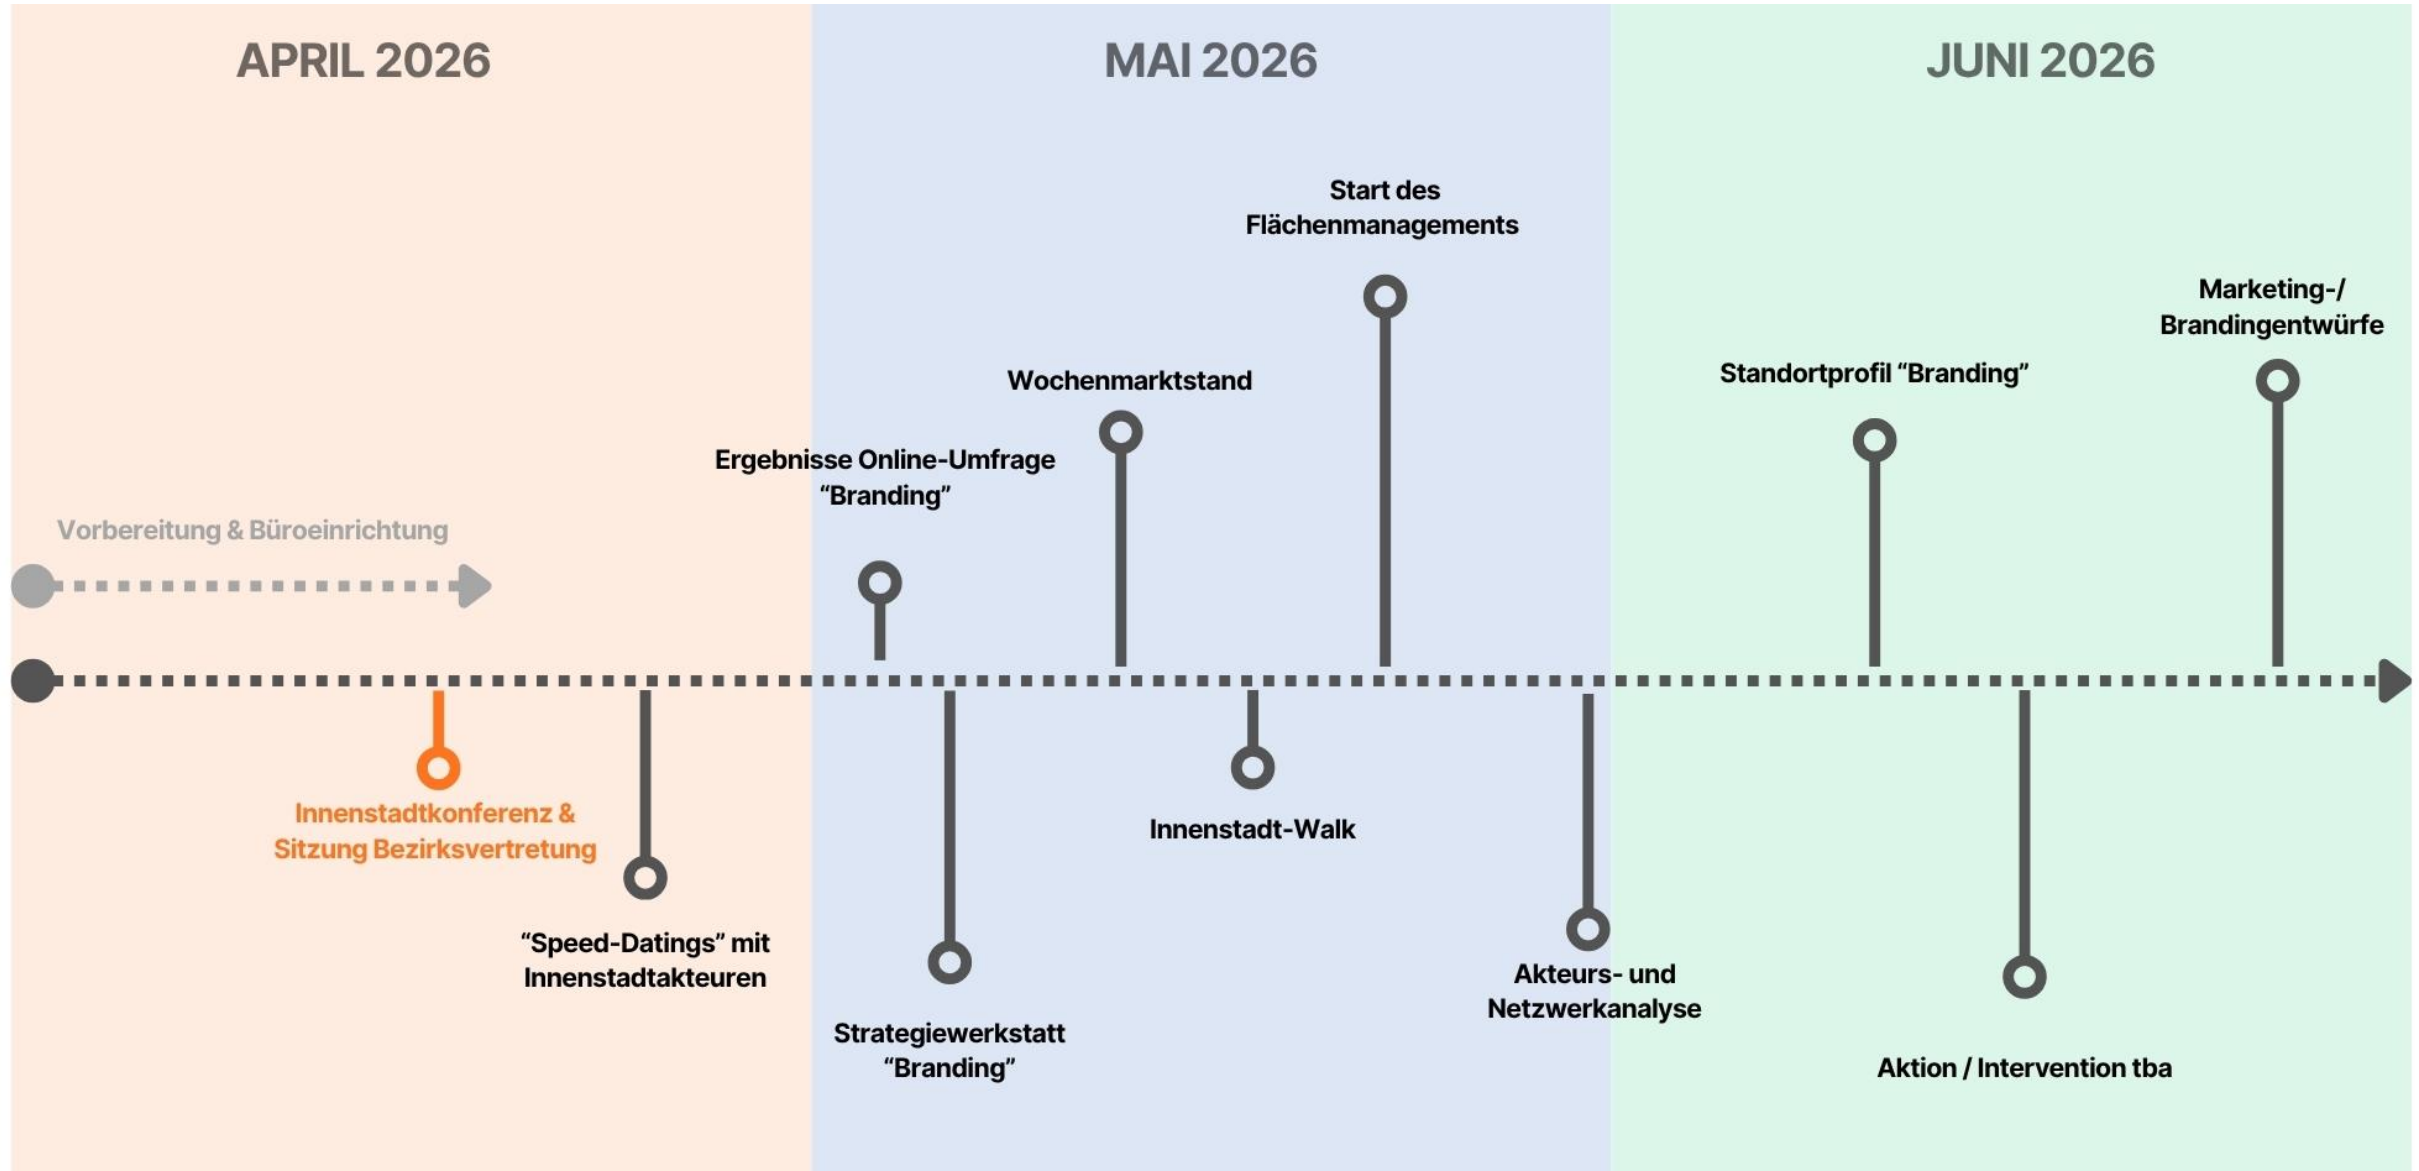 APRIL 2026
MAI 2026
JUNI 2026
Start des
Flächenmanagements
Marketing-/
Brandingentwürfe
Wochenmarktstand
Standortprofil “Branding”
Ergebnisse Online-Umfrage
“Branding”
Vorbereitung & Büroeinrichtung
Innenstadtkonferenz &
Sitzung Bezirksvertretung
Innenstadt-Walk
“Speed-Datings” mit
Innenstadtakteuren
Akteurs- und
Netzwerkanalyse
Strategiewerkstatt
“Branding”
Aktion / Intervention tba